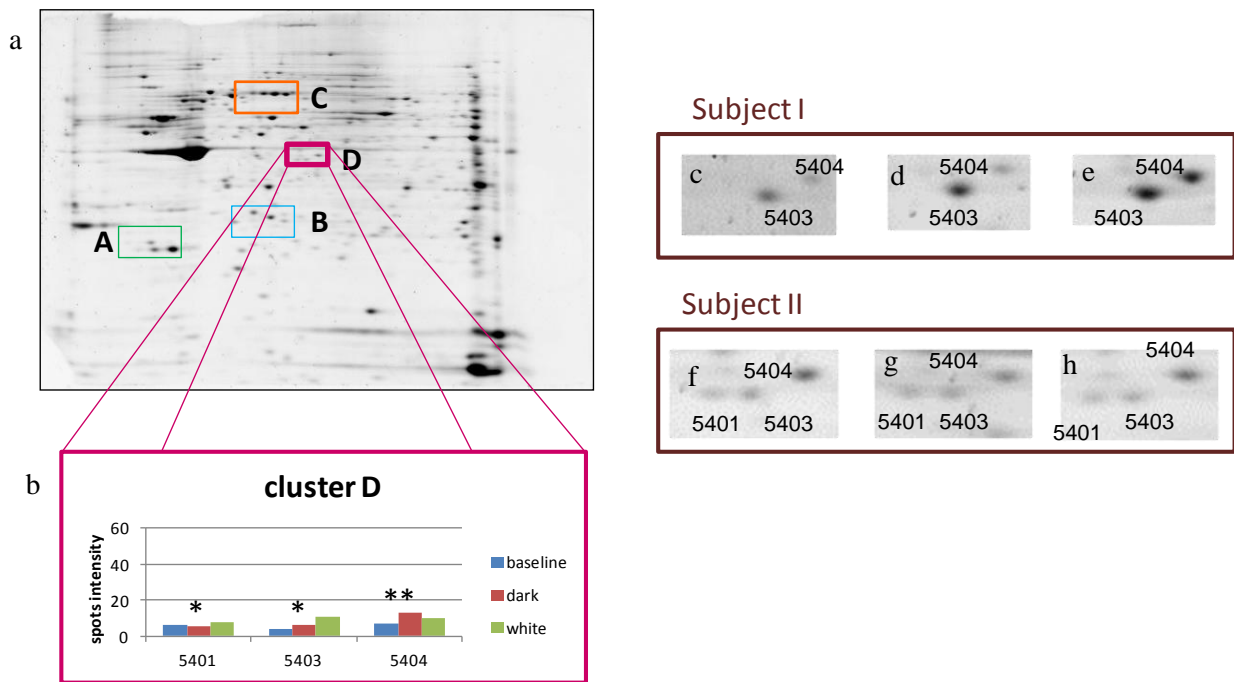 a
C
D
B
A
b
cluster D
spots intensity
60
40
20
0
* * **
5401 5403 5404
baseline
dark
white
Subject I
c 5404
5403
d 5404
5403
e 5404
5403
Subject II
f 5404
5401 5403
g 5404
5401 5403
h 5404
5403
5401